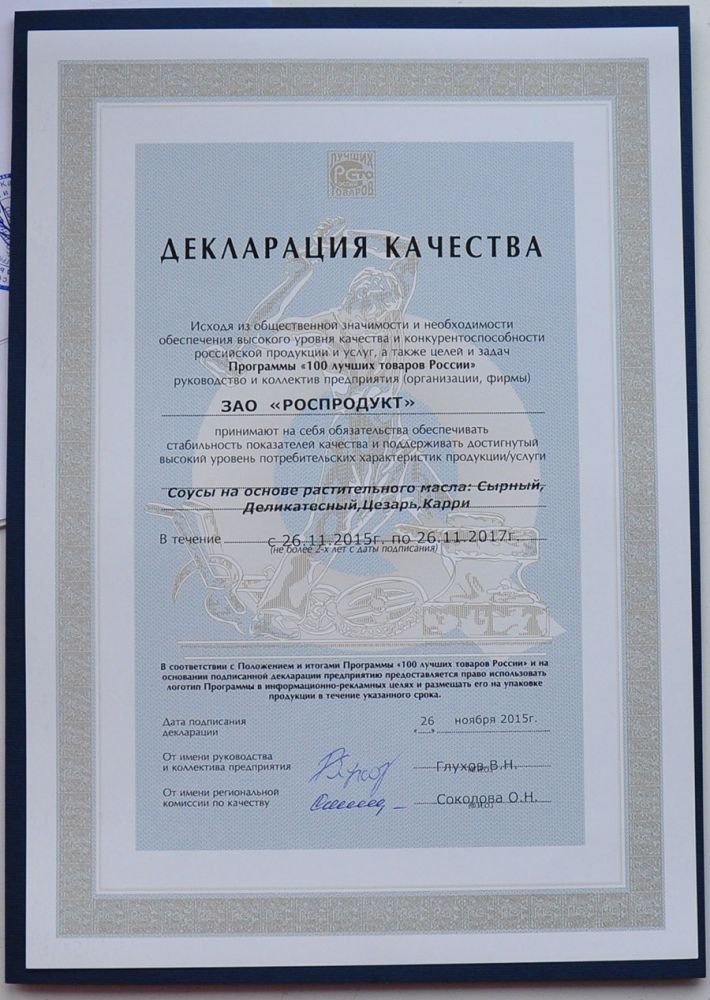 ЛУЧШИХ
СТО
ТОВАРОВ
ДЕКЛАРАЦИЯ КАЧЕСТВА
Исходя из общественной значимости и необходимости
обеспечения высокого уровня качества и конкурентоспособности
российской продукции и услуг, а также целей и задач
Программы «100 лучших товаров России»
руководство и коллектив предприятия (организации, фирмы)
ЗАО «РОСПРОДУКТ»
принимают на себя обязательства обеспечивать
стабильность показателей качества и поддерживать достигнутый
высокий уровень потребительских характеристик продукции/услуги
Соусы на основе растительного масла: Сырный,
Деликатесный,Цезарь,Карри
В течение с 26.11.2015г. по 26.11.2017г.
(не более 2-х лет с даты подписания)
В соответствии с Положением и итогами Программы «100 лучших товаров России» и на
основании подписанной декларации предприятию предоставляется право использовать
логотип Программы в информационно-рекламных целях и размещать его на упаковке
продукции в течение указанного срока.
Дата подписания
декларации
26 ноября 2015г.
От имени руководства
и коллектива предприятия
Глухов В.Н.
(Ф.И.О.)
От имени региональной
комиссии по качеству
Соколова О.Н.
(Ф.И.О.)